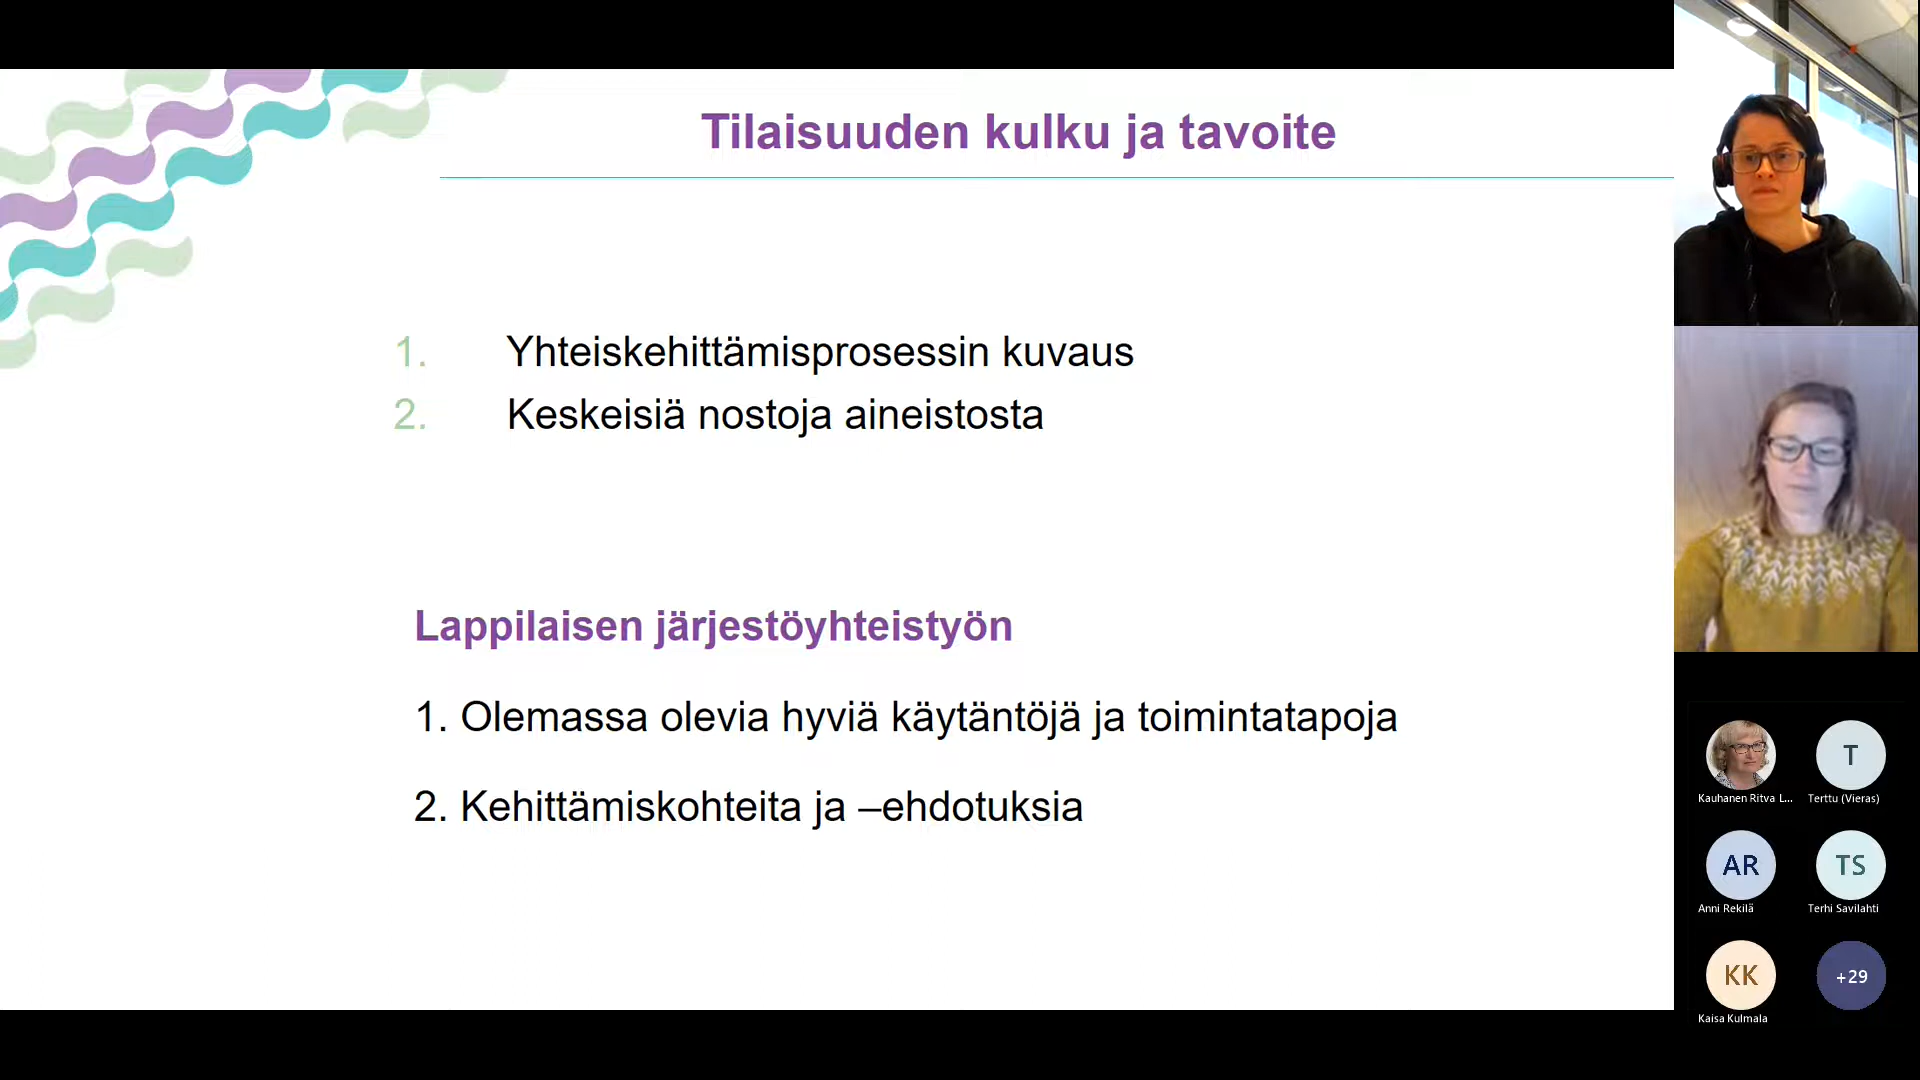 Tilaisuuden kulku ja tavoite
1. Yhteiskehittämisprosessin kuvaus
2. Keskeisiä nostoja aineistosta
Lappilaisen järjestöyhteistyön
1. Olemassa olevia hyviä käytäntöjä ja toimintatapoja
2. Kehittämiskohteita ja –ehdotuksia
Kauhanen Ritva L...
T
Terttu (Vieras)
AR
Anni Rekilä
TS
Terhi Savilahti
KK
Kaisa Kulmala
+29